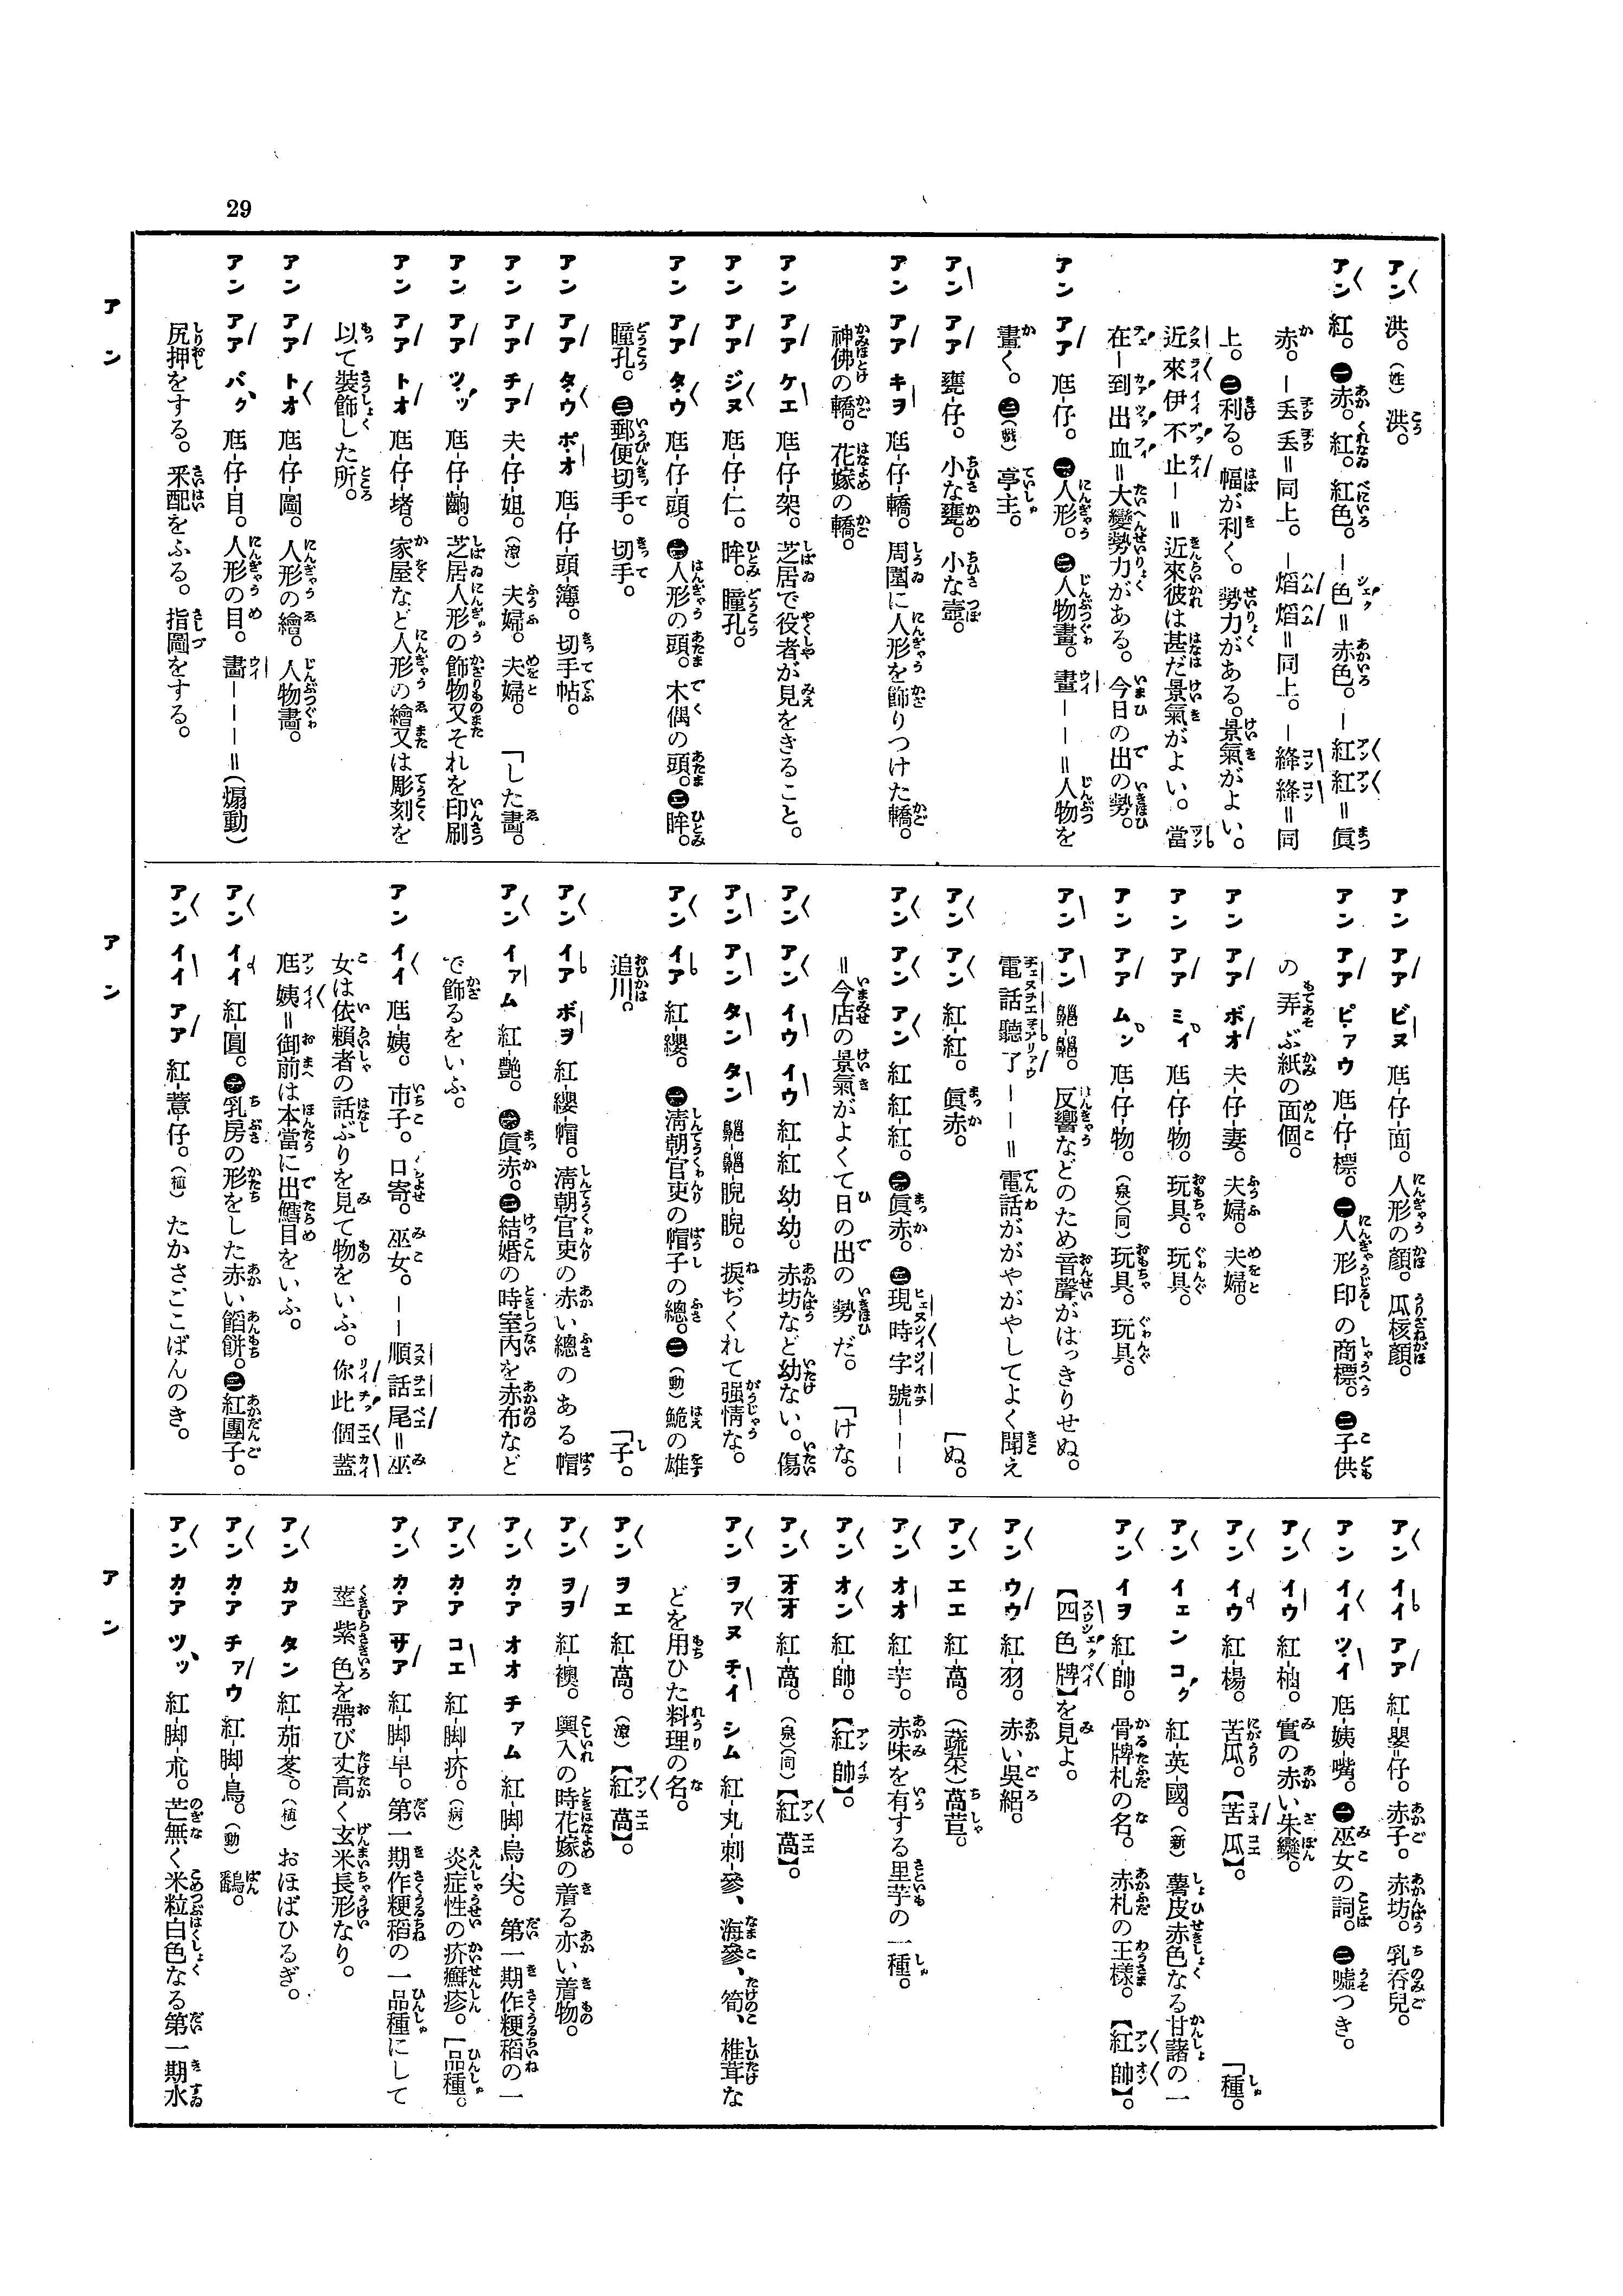 29
アン 洪。(姓) 洪。
アン 紅。㊀赤。紅。紅色。―色＝赤色。―紅紅＝眞
赤。―丢丢＝同上。―熖熖＝同上。―絳絳＝同
上。㊁利る。幅が利く。勢力がある。景氣がよい。
近來伊不止―＝近來彼は甚だ景氣がよい。當
在―到出血＝大變勢力がある。今日の出の勢。
アン アア 尫-仔。㊀人形。㊁人物畫。畫――＝人物を
畫く。㊂(戲)亭主。
アン アア 甕-仔。小な甕。小な壺。
アン アア キヲ 尫-仔-轎。周圍に人形を飾りつけた轎。
神佛の轎。花嫁の轎。
アン アア ケエ 尫-仔-架。芝居で役者が見をきること。
アン アア ジヌ 尫-仔-仁。眸。瞳孔。
アン アア タウ 尫-仔-頭。㊀人形の頭。木偶の頭。㊁眸。
瞳孔。㊂郵便切手。切手。
アン アア タウ ポオ 尫-仔-頭-簿。切手帖。
アン アア チア 夫-仔-姐。(漳) 夫婦。夫婦。 「した畵。
アン アア ツッ 尫-仔-齣。芝居人形の飾物又それを印刷
アン アア トオ 尫-仔-堵。家屋など人形の繪又は彫刻を
以て裝飾した所。
アン アア トオ 尫-仔-圖。人形の繪。人物畵。
アン アア バク 尫-仔-目。人形の目。畵―――＝(煽動)
尻押をする。釆配をふる。指圖をする。
アン アア ビヌ 尫-仔-面。人形の顏。瓜核顏。
アン アア ピァウ 尫-仔-標。㊀人形印の商標。㊁子供
の弄ぶ紙の面個。
アン アア ボオ 夫-仔-妻。夫婦。夫婦。
アン アア ミィ 尫-仔-物。玩具。玩具。
アン アア ムン 尫-仔-物。(泉)(同)玩具。玩具。
アン アン 反響などのため音聲がはっきりせぬ。
電話聽了――＝電話ががやがやしてよく聞え
アン アン 紅-紅。眞赤。 「ぬ。
アン アン アン 紅紅紅。㊀眞赤。㊁現時字號―――
＝今店の景氣がよくて日の出の勢だ。 「けな。
アン アン イウ イウ 紅-紅幼-幼。赤坊など幼ない。傷
アン アン タン タン 捩ぢくれて强情な。
アン イア 紅-纓。㊀淸朝官吏の帽子の總。㊁(動)鮠の雄
追川。 「子。
アン イア ボヲ 紅-纓-帽。淸朝官吏の赤い總のある帽
アン イァム 紅-艷。㊀眞赤。㊁結婚の時室內を赤布など
で飾るをいふ。
アン イイ 尫-姨。市子。口寄。巫女。――順話尾＝巫
女は依賴者の話ぶりを見て物をいふ。你此個蓋
尫姨＝御前は本當に出鱈目をいふ。
アン イイ 紅-圓。㊀乳房の形をした赤い餡餅。㊁紅團子。
アン イイ アア 紅-薏-仔。(植) たかさごこばんのき。
アン イイ アア 紅-嬰-仔。赤子。赤坊。乳呑兒。
アン イイ ツイ 尫-姨-嘴。㊀巫女の詞。㊁噓つき。
アン イウ 紅-柚。實の赤い朱欒。
アン イウ 紅-楊。苦瓜。【苦瓜】。 「種。
アン イェン コク 紅-英-國。(新) 薯皮赤色なる甘藷の一
アン イヲ 紅-帥。骨牌札の名。赤札の王樣。【紅帥】。
【四色牌】を見よ。
アン ウウ 紅-羽。赤い吳絽。
アン エエ 紅-萵。(蔬菜)萵苣。
アン オオ 紅-芋。赤味を有する里芋の一種。
アン オン 紅-帥。【紅帥】。
アン オオ 紅-萵。(泉)(同)【紅萵】。
アン ヲァヌ チイ シム 紅-丸-刺-參、海參、筍、椎茸な
どを用ひた料理の名。
アン ヲエ 紅-萵。(漳)【紅萵】。
アン ヲヲ 紅-襖。輿入の時花嫁の着る赤い着物。
アン カア オオ チァム 紅-脚-烏-尖。第一期作粳稻の一
アン カア コエ 紅-脚-疥。(病) 炎症性の疥癬疹。 「品種。
アン カア サア 紅-脚-早。第一期作粳稻の一品種にして
莖紫色を帶び丈高く玄米長形なり。
アン カア タン 紅-茄-苳。(植) おほばひるぎ。
アン カア チァウ 紅-脚-鳥。(動) 鷭。
アン カア ツッ 紅-脚-朮。芒無く米粒白色なる第一期水
ア ン
ア ン
ア ン